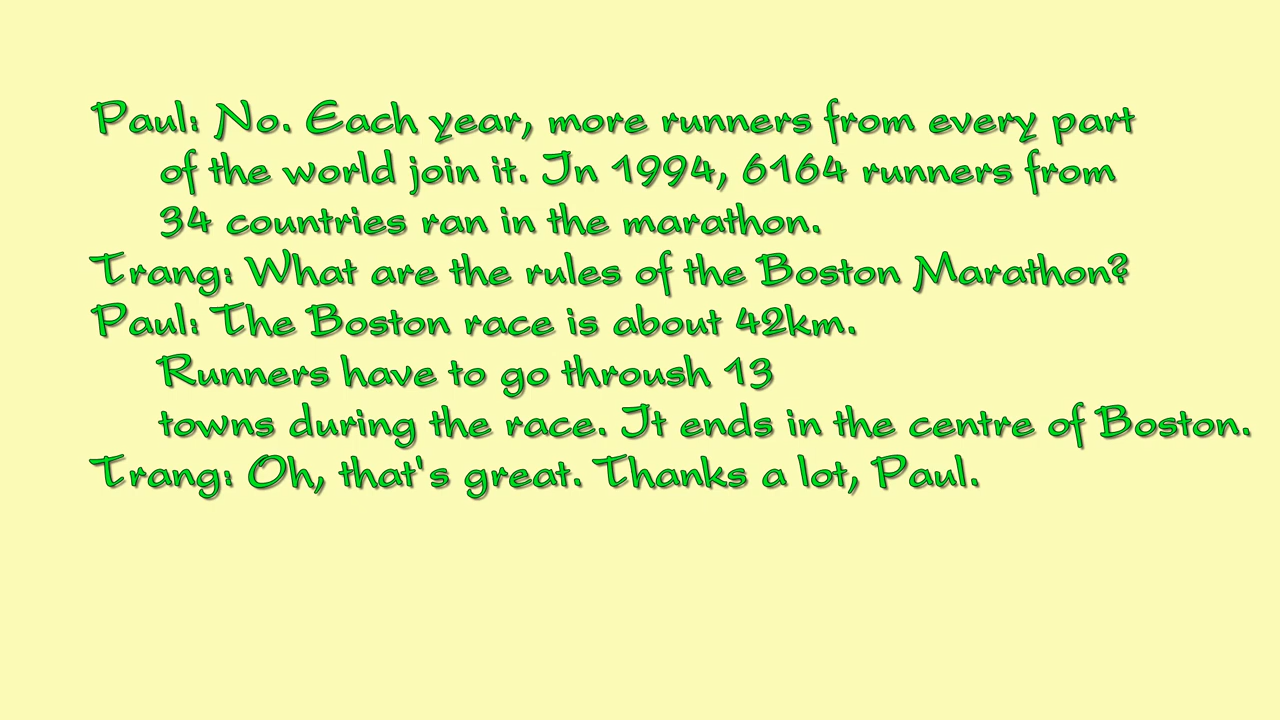 Paul: No. Each year, more runners from every part
of the world join it. In 1994, 6164 runners from
34 countries ran in the marathon.
Trang: What are the rules of the Boston Marathon?
Paul: The Boston race is about 42km.
Runners have to go throush 13
towns during the race. It ends in the centre of Boston.
Trang: Oh, that's great. Thanks a lot, Paul.